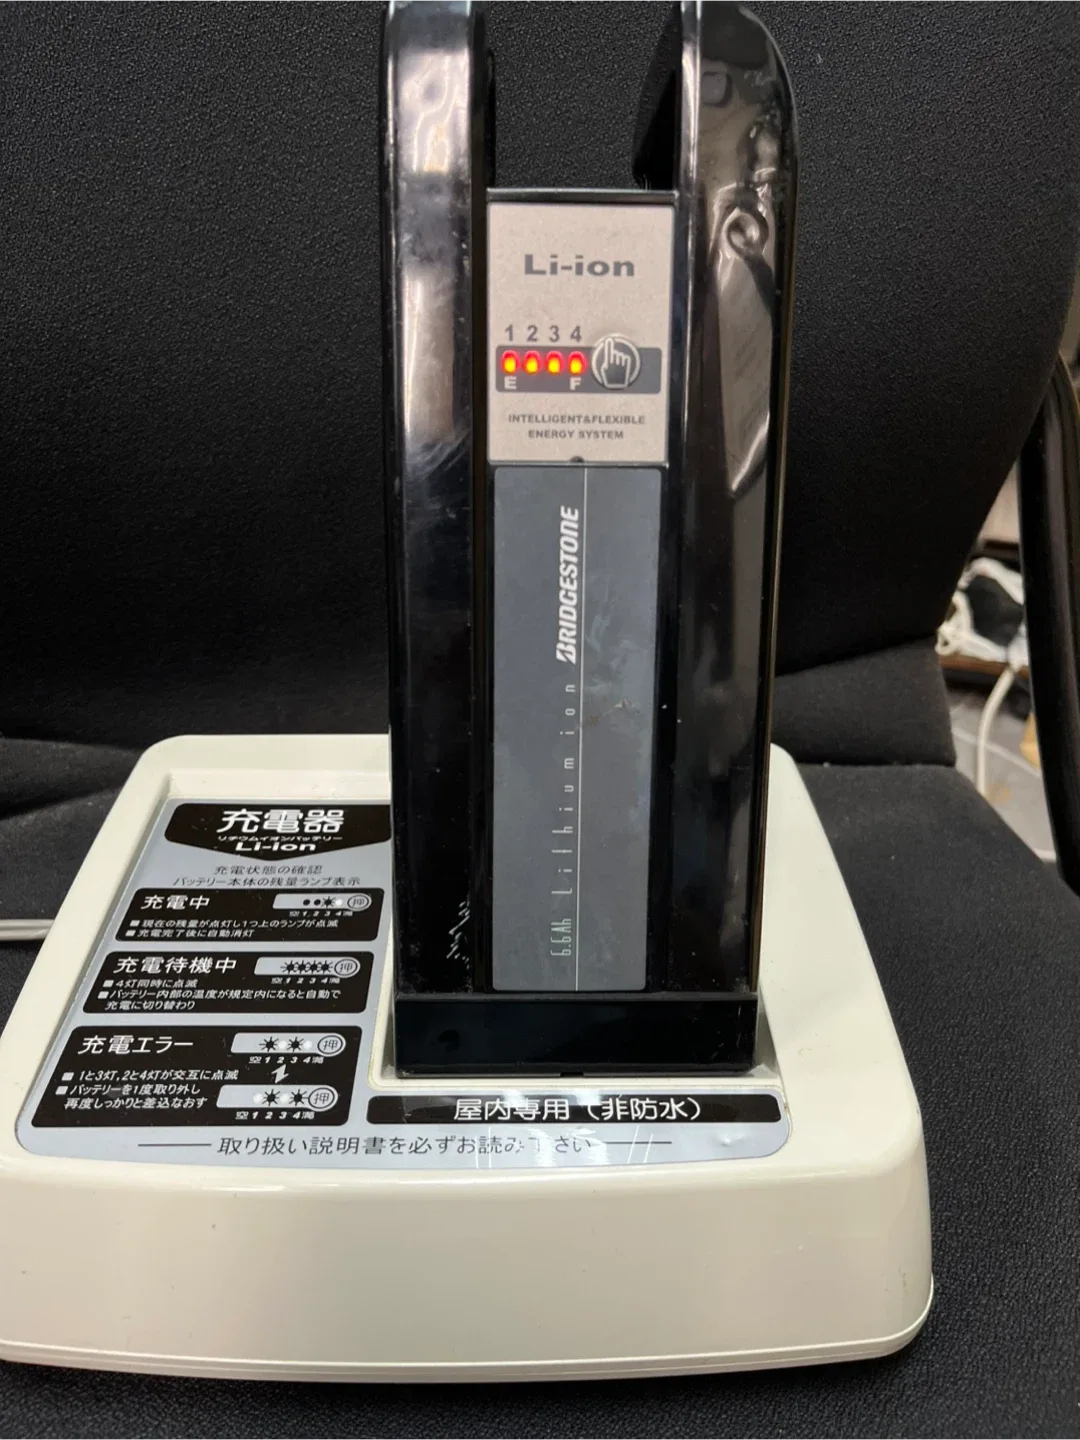 Li-ion
1 2 3 4
E F
INTELLIGENT&FLEXIBLE
ENERGY SYSTEM
6.6Ah Lithium ion BRIDGESTONE
充電器
リチウムイオンバッテリー
Li-ion
充電状態の確認
バッテリー本体の残量ランプ表示
充電中
押
空 1 2 3 4 満
■ 現在の残量が点灯し1つ上のランプが点滅
■ 充電完了後に自動消灯
充電待機中
押
空 1 2 3 4 満
■ 4灯同時に点滅
■ バッテリー内部の温度が規定内になると自動で
充電に切り替わり
充電エラー
押
空 1 2 3 4 満
■ 1と3灯,2と4灯が交互に点滅
■ バッテリーを1度取り外し
再度しっかりと差込なおす
押
空 1 2 3 4 満
屋内専用(非防水)
取り扱い説明書を必ずお読み下さい